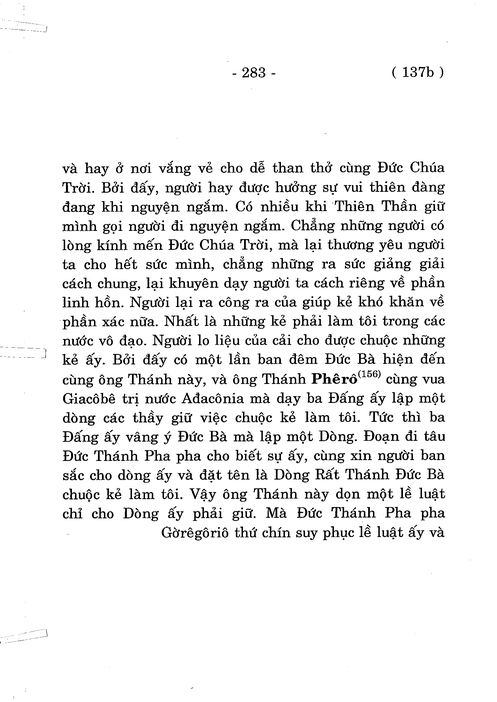 - 283 - ( 137b )
và hay ở nơi vắng vẻ cho dễ than thở cùng Đức Chúa
Trời. Bởi đấy, người hay được hưởng sự vui thiên đàng
đang khi nguyện ngắm. Có nhiều khi Thiên Thần giữ
mình gọi người đi nguyện ngắm. Chẳng những người có
lòng kính mến Đức Chúa Trời, mà lại thương yêu người
ta cho hết sức mình, chẳng những ra sức giảng giải
cách chung, lại khuyên dạy người ta cách riêng về phần
linh hồn. Người lại ra công ra của giúp kẻ khó khăn về
phần xác nữa. Nhất là những kẻ phải làm tôi trong các
nước vô đạo. Người lo liệu của cải cho được chuộc những
kẻ ấy. Bởi đấy có một lần ban đêm Đức Bà hiện đến
cùng ông Thánh này, và ông Thánh Phêrô(156) cùng vua
Giacôbê trị nước Ađacônia mà dạy ba Đấng ấy lập một
dòng các thầy giữ việc chuộc kẻ làm tôi. Tức thì ba
Đấng ấy vâng ý Đức Bà mà lập một Dòng. Đoạn đi tâu
Đức Thánh Pha pha cho biết sự ấy, cùng xin người ban
sắc cho dòng ấy và đặt tên là Dòng Rất Thánh Đức Bà
chuộc kẻ làm tôi. Vậy ông Thánh này dọn một lề luật
chỉ cho Dòng ấy phải giữ. Mà Đức Thánh Pha pha
Gờrêgôriô thứ chín suy phục lề luật ấy và